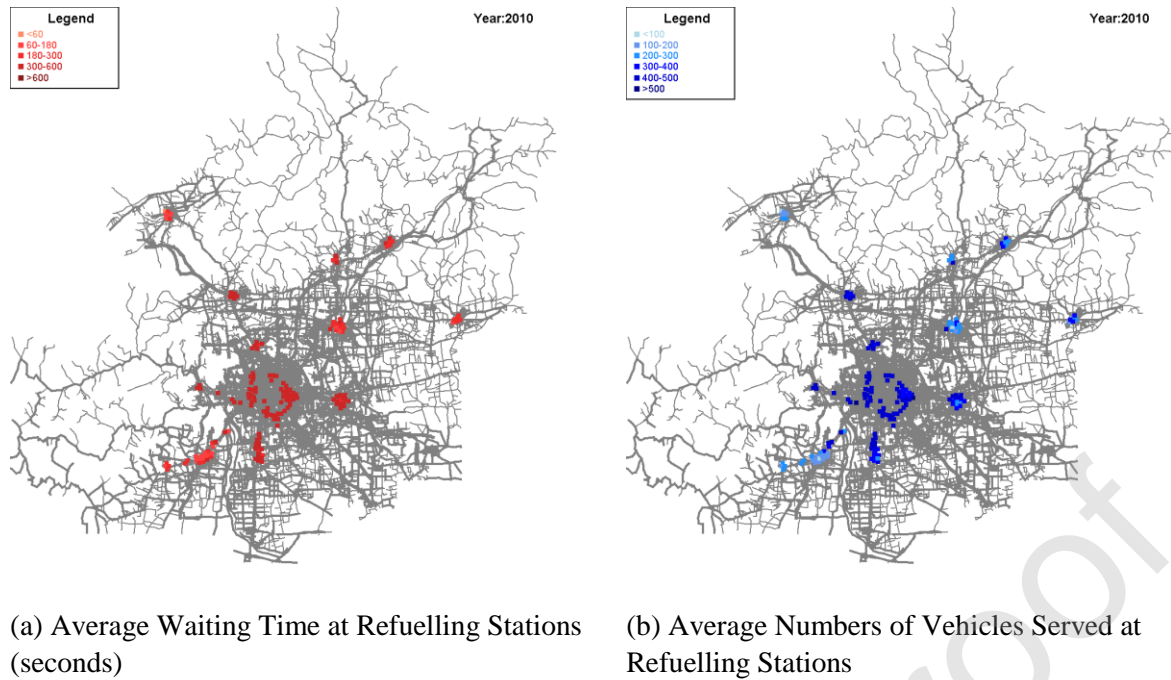 Legend
<60
60-180
180-300
300-600
>600
Year:2010
Legend
<100
100-200
200-300
300-400
400-500
>500
Year:2010
(a) Average Waiting Time at Refuelling Stations
(seconds)
(b) Average Numbers of Vehicles Served at
Refuelling Stations
roof